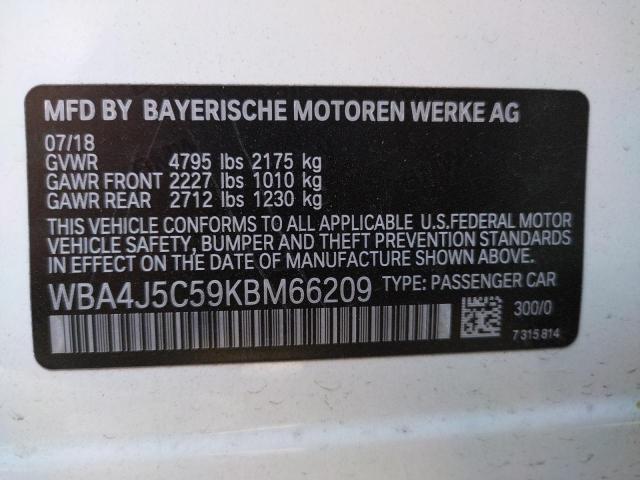 MFD BY BAYERISCHE MOTOREN WERKE AG
07/18
GVWR 4795 lbs 2175 kg
GAWR FRONT 2227 lbs 1010 kg
GAWR REAR 2712 lbs 1230 kg
THIS VEHICLE CONFORMS TO ALL APPLICABLE U.S.FEDERAL MOTOR
VEHICLE SAFETY, BUMPER AND THEFT PREVENTION STANDARDS
IN EFFECT ON THE DATE OF MANUFACTURE SHOWN ABOVE.
WBA4J5C59KBM66209 TYPE: PASSENGER CAR
300/0
7315814